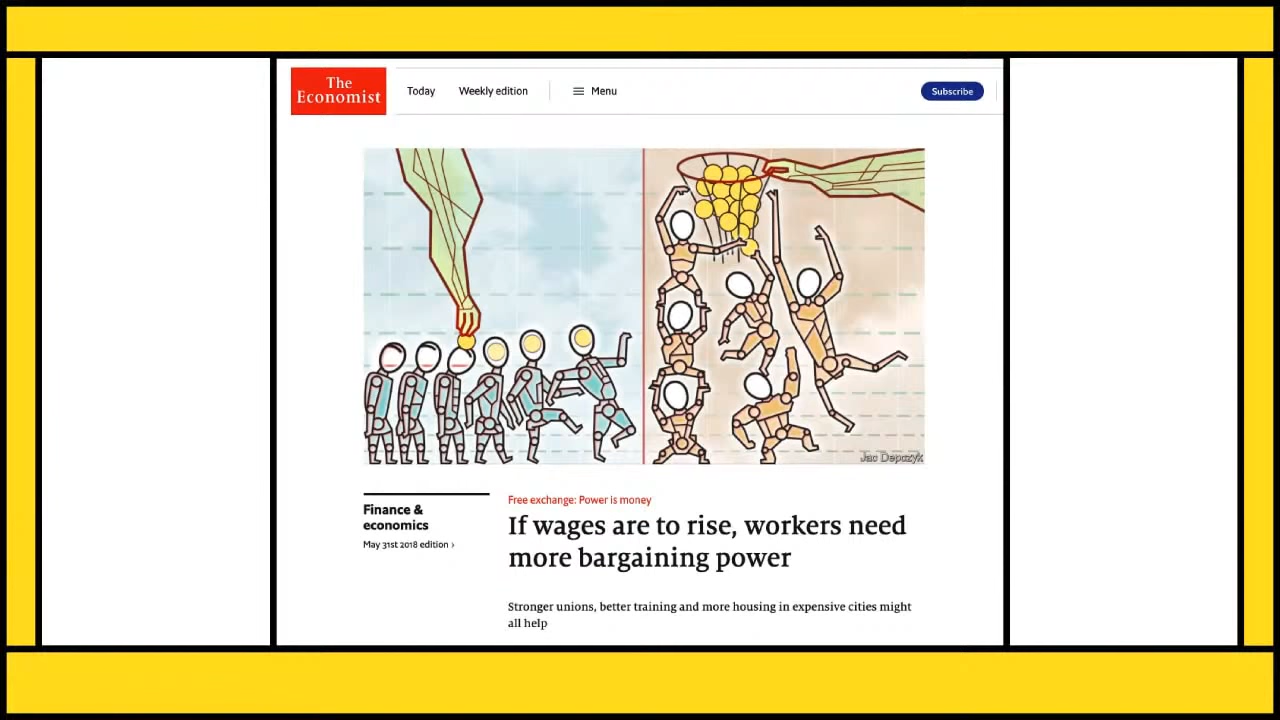 The
Economist
Today
Weekly edition
Menu
Subscribe
Jac Depczyk
Finance &
economics
May 31st 2018 edition ›
Free exchange: Power is money
If wages are to rise, workers need
more bargaining power
Stronger unions, better training and more housing in expensive cities might
all help